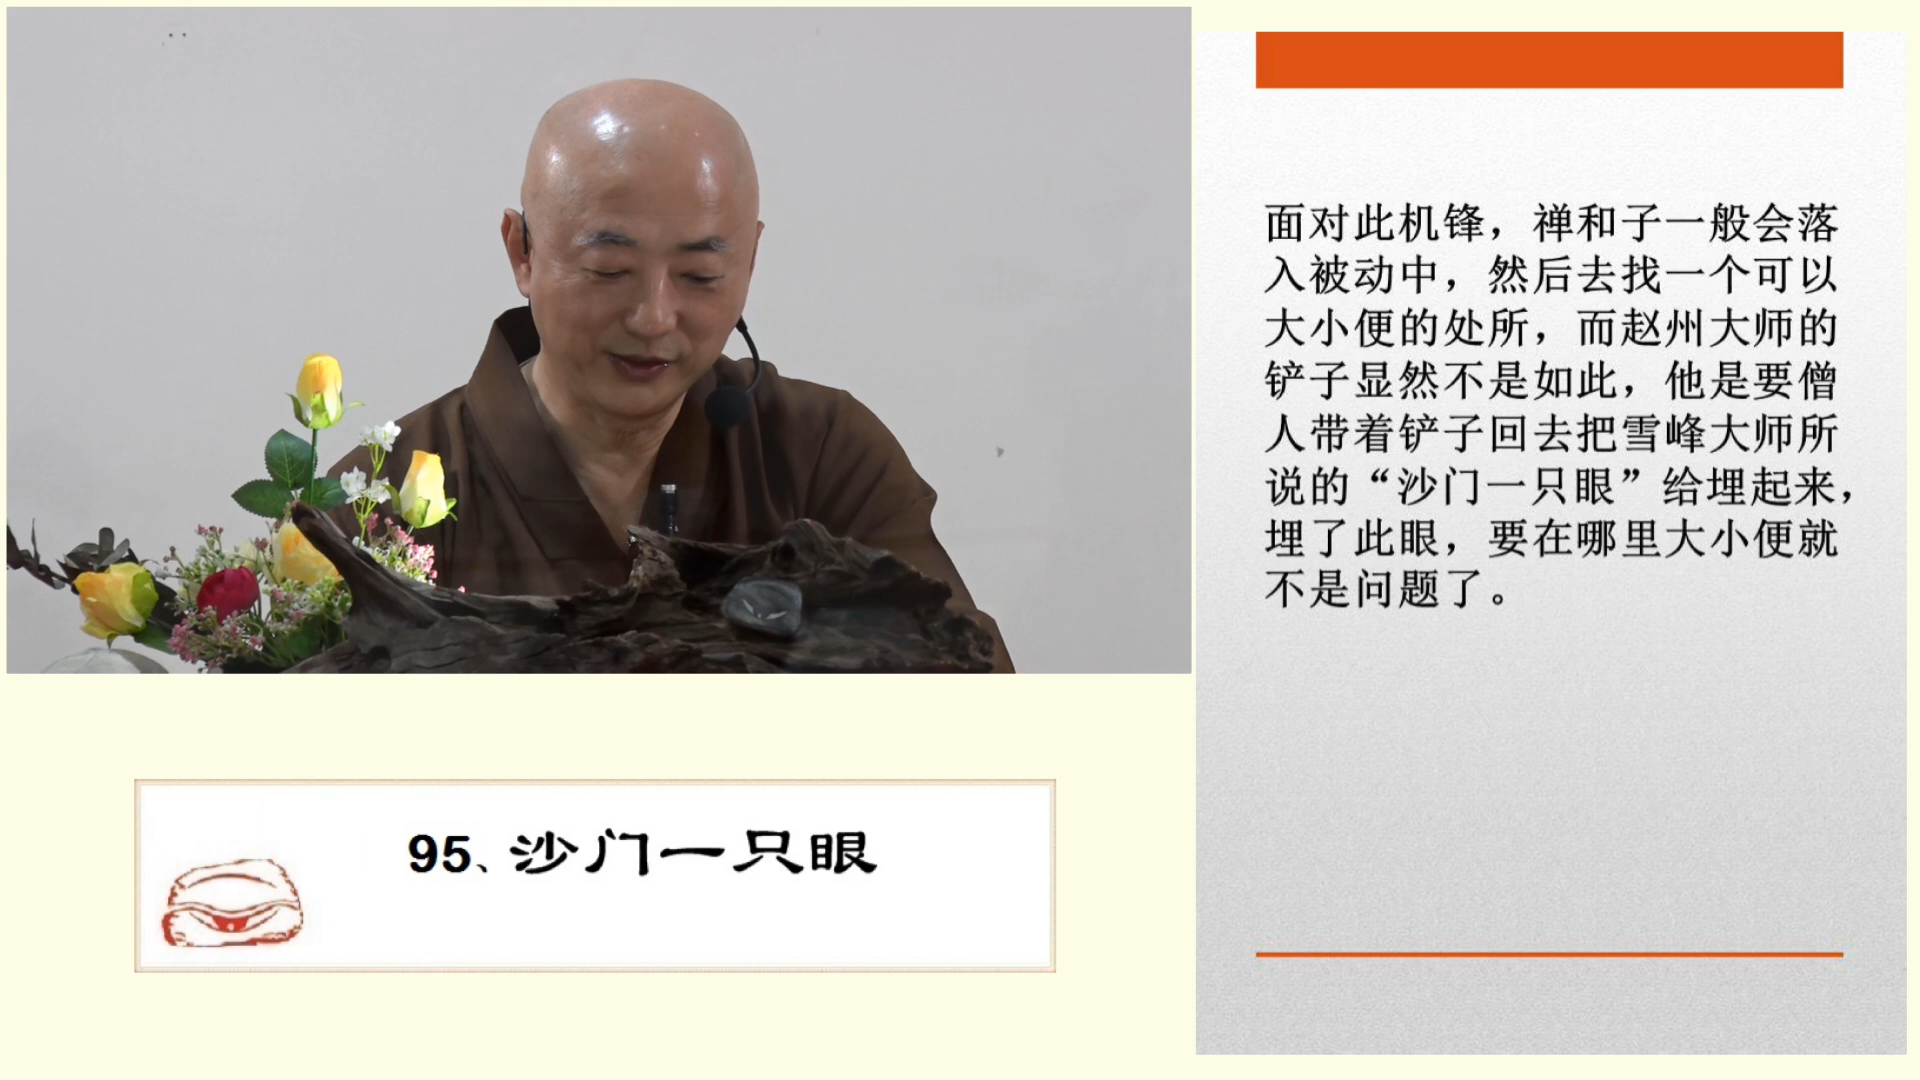 面对此机锋，禅和子一般会落
入被动中，然后去找一个可以
大小便的处所，而赵州大师的
铲子显然不是如此，他是要僧
人带着铲子回去把雪峰大师所
说的“沙门一只眼”给埋起来，
埋了此眼，要在哪里大小便就
不是问题了。
95、沙门一只眼